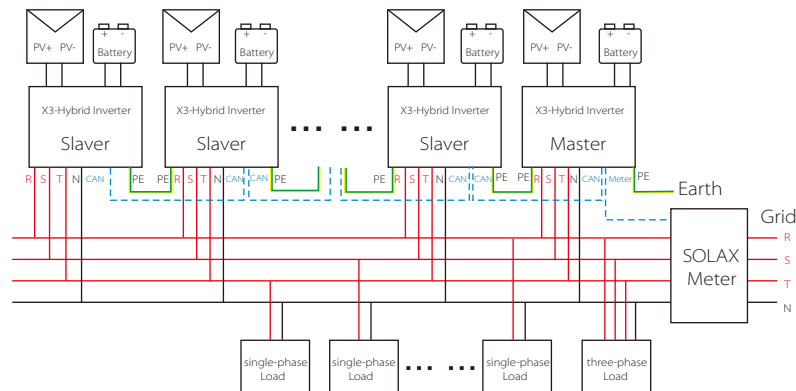 PV+ PV-
+ -
Battery
PV+ PV-
+ -
Battery
PV+ PV-
+ -
Battery
PV+ PV-
+ -
Battery
X3-Hybrid Inverter
Slaver
X3-Hybrid Inverter
Slaver
... ...
X3-Hybrid Inverter
Slaver
X3-Hybrid Inverter
Master
R S T N CAN PE
PE R S T N CAN CAN PE
PE R S T N CAN CAN PE
PE R S T N CAN Meter PE
Earth
SOLAX
Meter
Grid
R
S
T
N
single-phase
Load
single-phase
Load
... ...
single-phase
Load
three-phase
Load